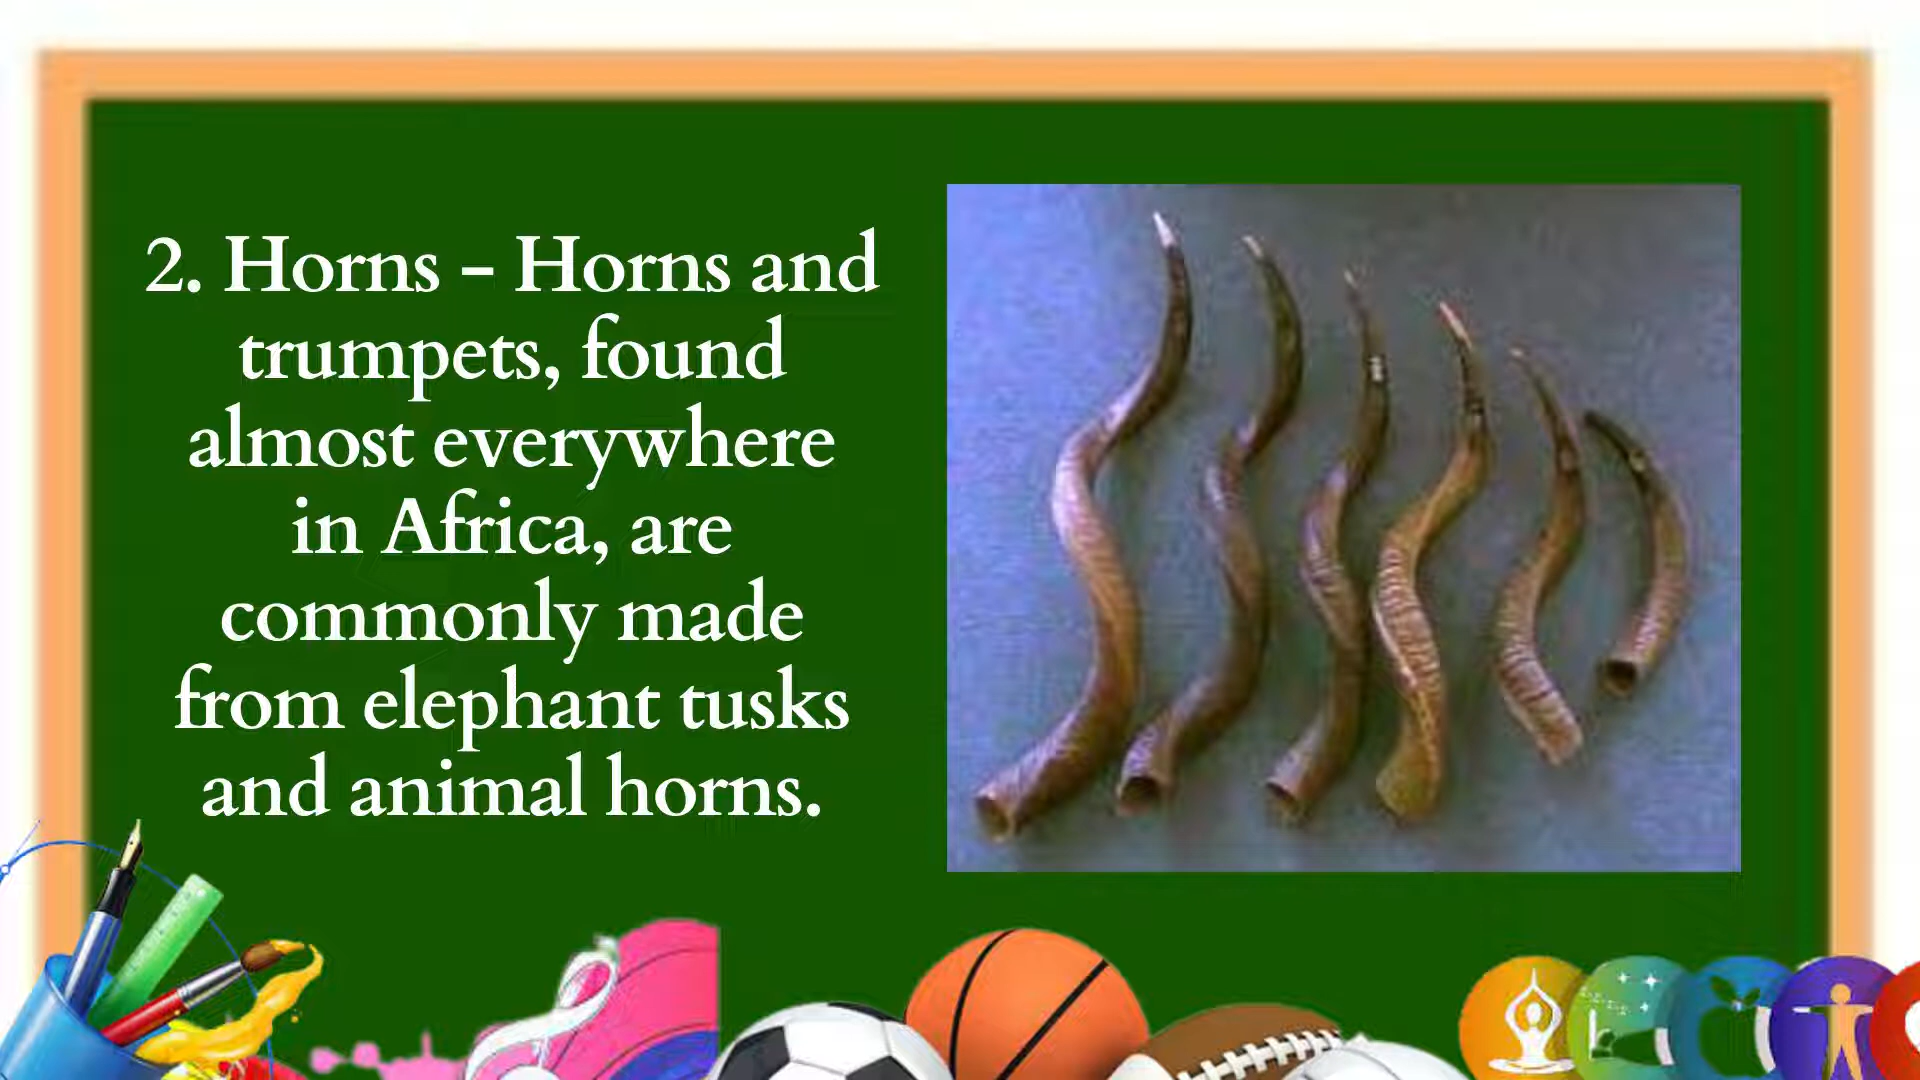 2. Horns – Horns and
trumpets, found
almost everywhere
in Africa, are
commonly made
from elephant tusks
and animal horns.